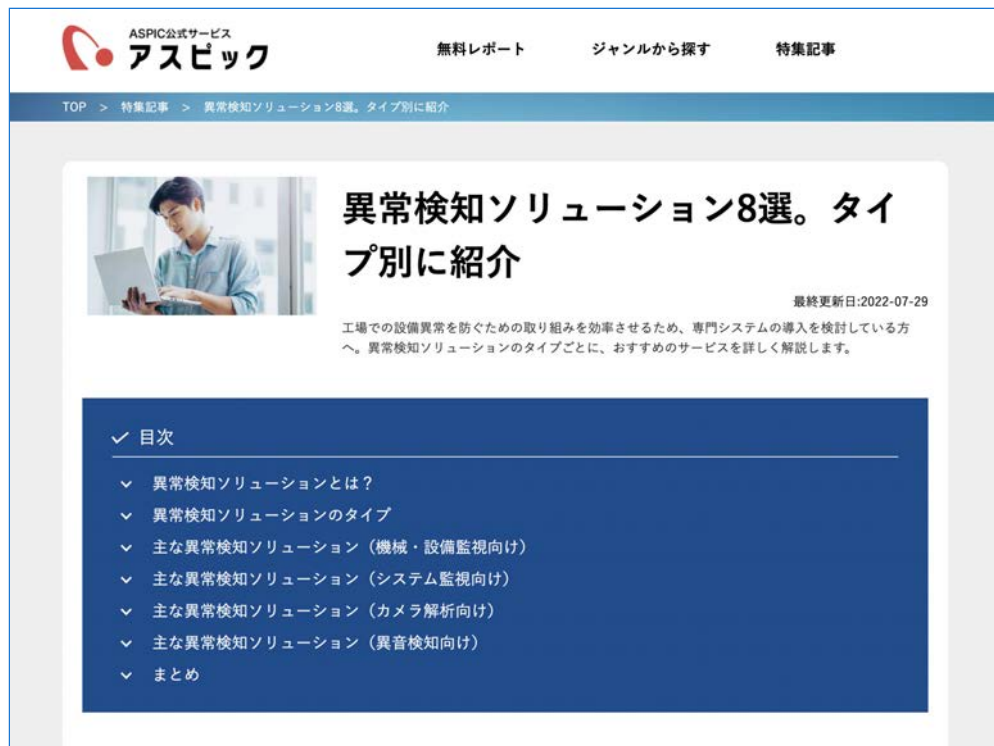 ASPIC公式サービス
アスピック
無料レポート
ジャンルから探す
特集記事
TOP > 特集記事 > 異常検知ソリューション8選。タイプ別に紹介
異常検知ソリューション8選。タイ
プ別に紹介
最終更新日:2022-07-29
工場での設備異常を防ぐための取り組みを効率させるため、専門システムの導入を検討している方
へ。異常検知ソリューションのタイプごとに、おすすめのサービスを詳しく解説します。
目次
異常検知ソリューションとは？
異常検知ソリューションのタイプ
主な異常検知ソリューション（機械・設備監視向け）
主な異常検知ソリューション（システム監視向け）
主な異常検知ソリューション（カメラ解析向け）
主な異常検知ソリューション（異音検知向け）
まとめ